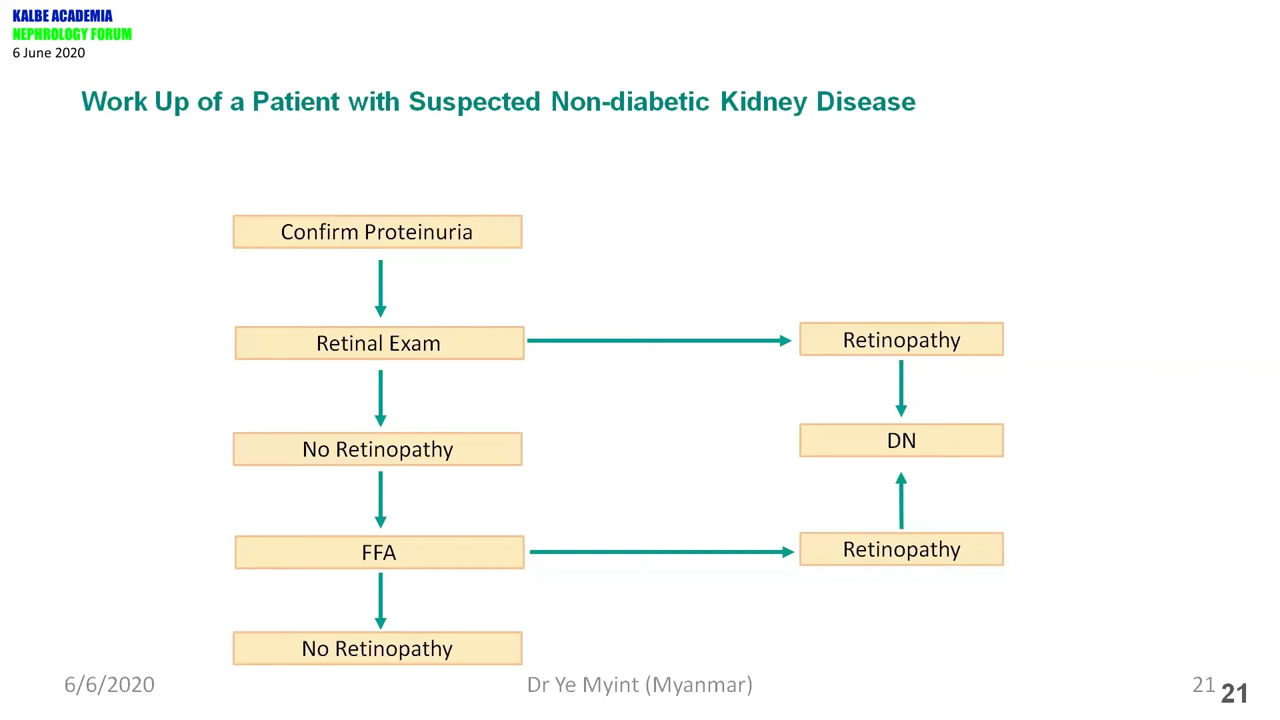 KALBE ACADEMIA
NEPHROLOGY FORUM
6 June 2020
Work Up of a Patient with Suspected Non-diabetic Kidney Disease
Confirm Proteinuria
Retinal Exam
Retinopathy
No Retinopathy
DN
FFA
Retinopathy
No Retinopathy
6/6/2020
Dr Ye Myint (Myanmar)
21
21